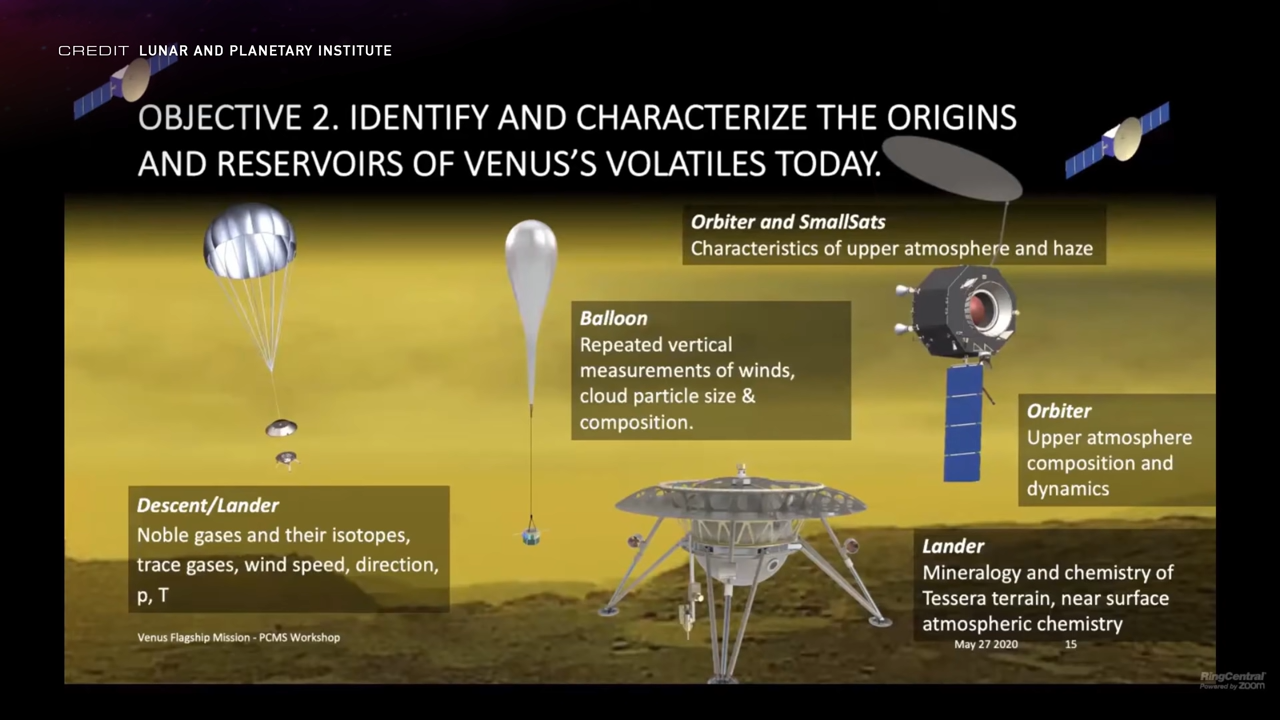 CREDIT LUNAR AND PLANETARY INSTITUTE
OBJECTIVE 2. IDENTIFY AND CHARACTERIZE THE ORIGINS
AND RESERVOIRS OF VENUS’S VOLATILES TODAY.
Orbiter and SmallSats
Characteristics of upper atmosphere and haze
Balloon
Repeated vertical
measurements of winds,
cloud particle size &
composition.
Orbiter
Upper atmosphere
composition and
dynamics
Descent/Lander
Noble gases and their isotopes,
trace gases, wind speed, direction,
p, T
Lander
Mineralogy and chemistry of
Tessera terrain, near surface
atmospheric chemistry
Venus Flagship Mission - PCMS Workshop
May 27 2020
15
RingCentral
Powered by zoom